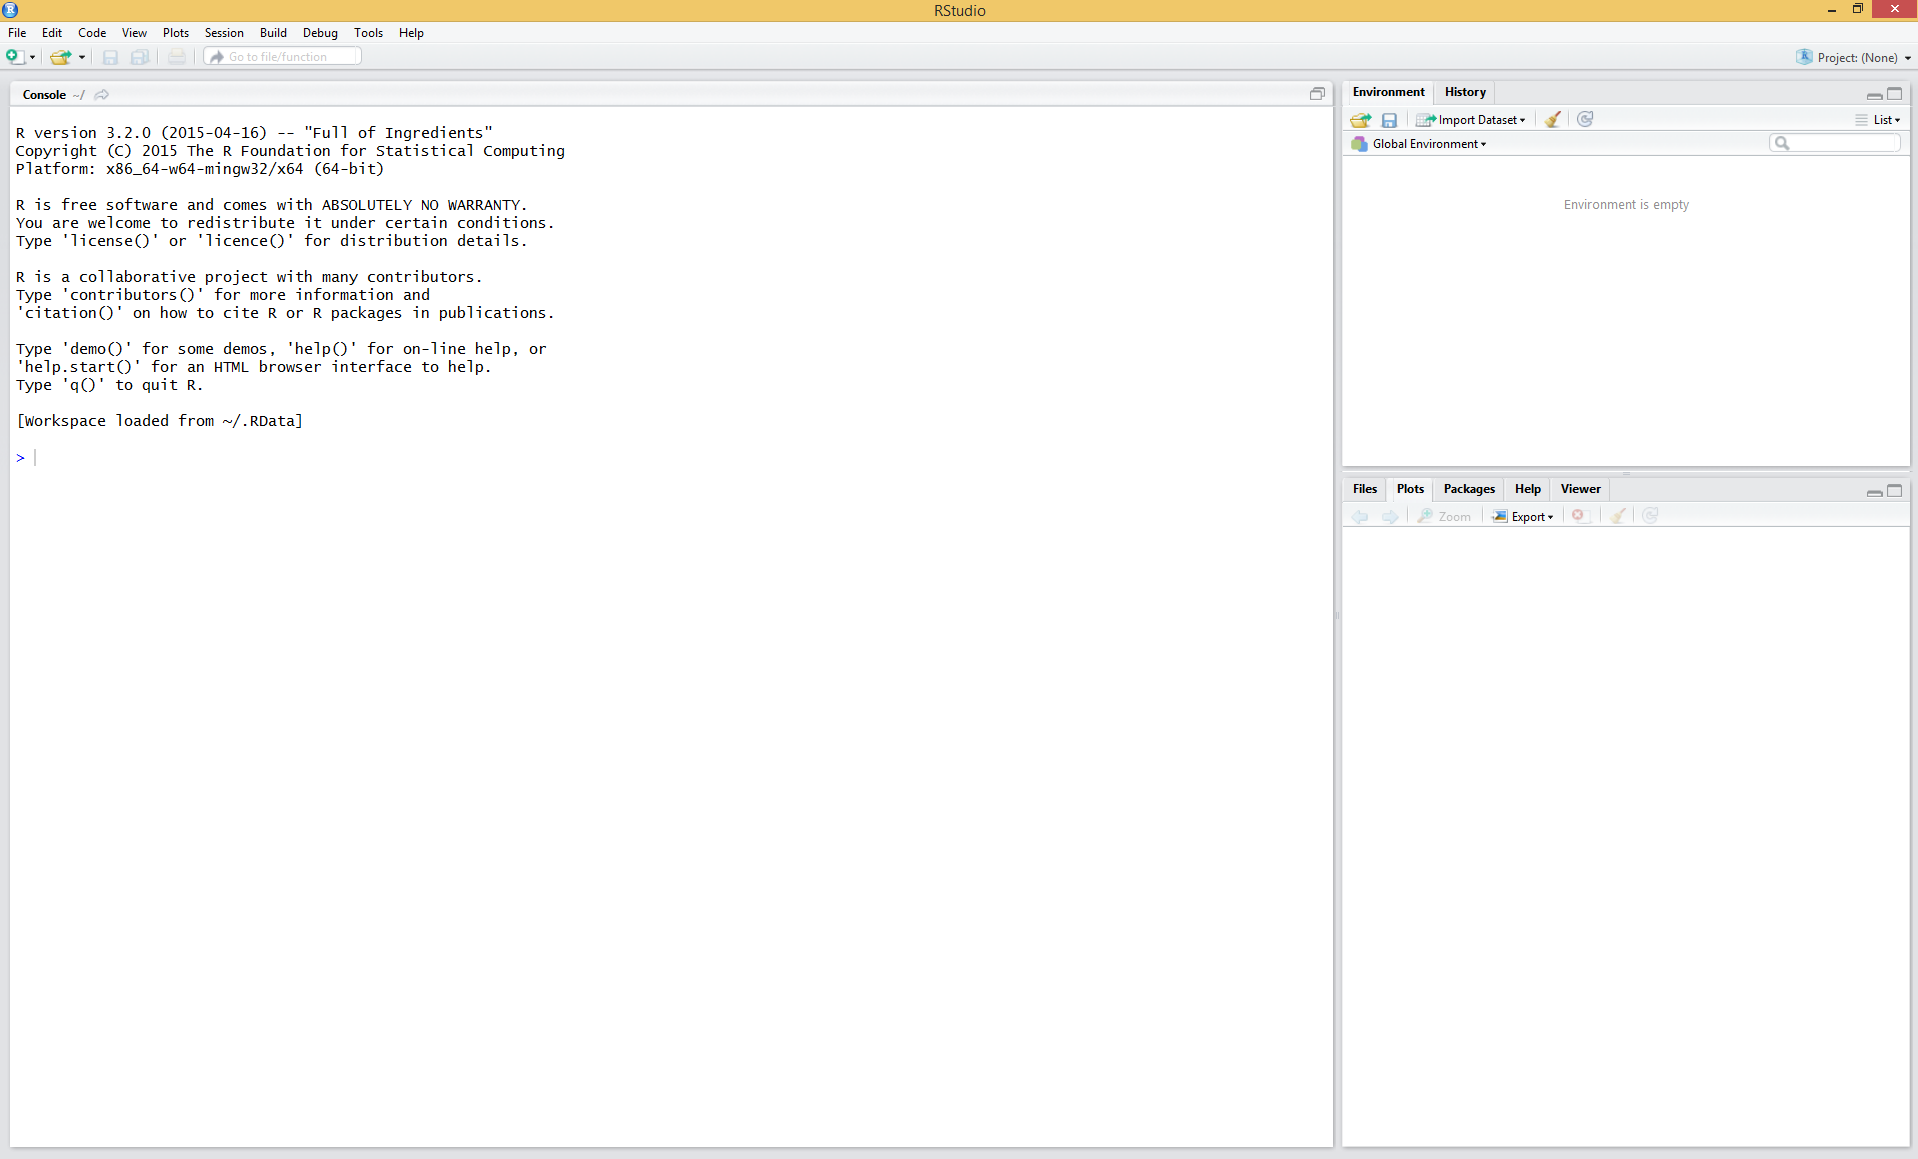 RStudio
File Edit Code View Plots Session Build Debug Tools Help
Go to file/function
Project: (None)
Console ~/
R version 3.2.0 (2015-04-16) -- "Full of Ingredients"
Copyright (C) 2015 The R Foundation for Statistical Computing
Platform: x86_64-w64-mingw32/x64 (64-bit)
R is free software and comes with ABSOLUTELY NO WARRANTY.
You are welcome to redistribute it under certain conditions.
Type 'license()' or 'licence()' for distribution details.
R is a collaborative project with many contributors.
Type 'contributors()' for more information and
'citation()' on how to cite R or R packages in publications.
Type 'demo()' for some demos, 'help()' for on-line help, or
'help.start()' for an HTML browser interface to help.
Type 'q()' to quit R.
[Workspace loaded from ~/.RData]
>
Environment History
Import Dataset List
Global Environment
Environment is empty
Files Plots Packages Help Viewer
Zoom Export